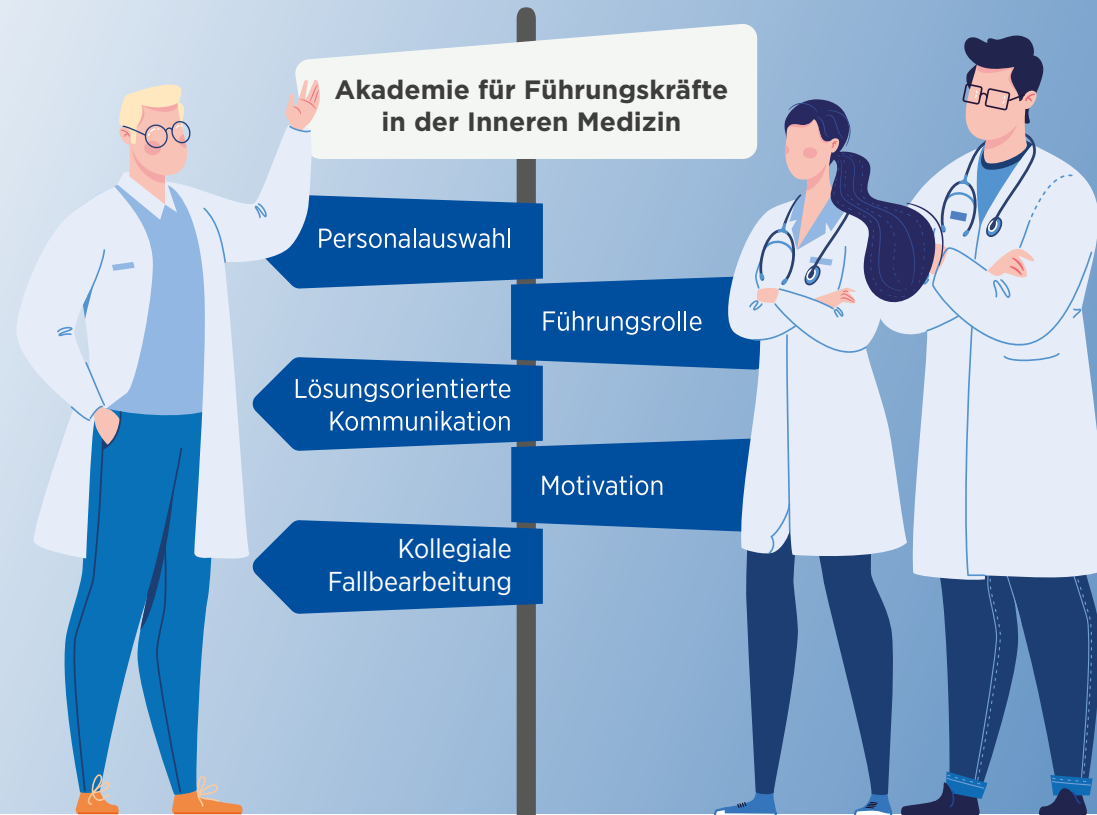 Akademie für Führungskräfte
in der Inneren Medizin
Personalauswahl
Führungsrolle
Lösungsorientierte
Kommunikation
Motivation
Kollegiale
Fallbearbeitung